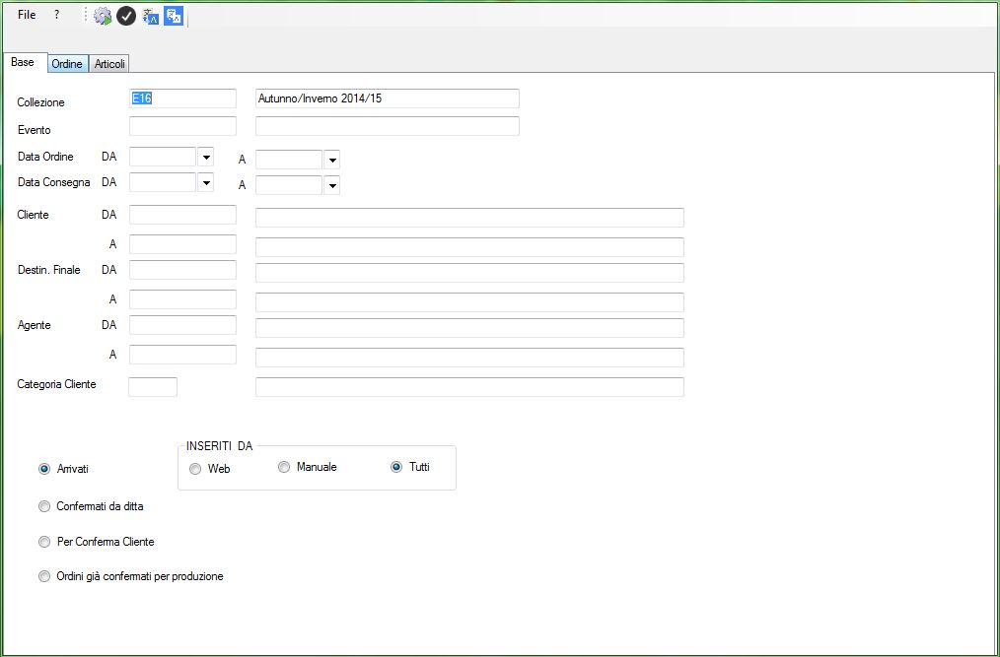 File ?
Base Ordine Articoli
Collezione E16 Autunno/Inverno 2014/15
Evento
Data Ordine DA A
Data Consegna DA A
Cliente DA
A
Destin. Finale DA
A
Agente DA
A
Categoria Cliente
INSERITI DA
Arrivati Web Manuale Tutti
Confermati da ditta
Per Conferma Cliente
Ordini già confermati per produzione